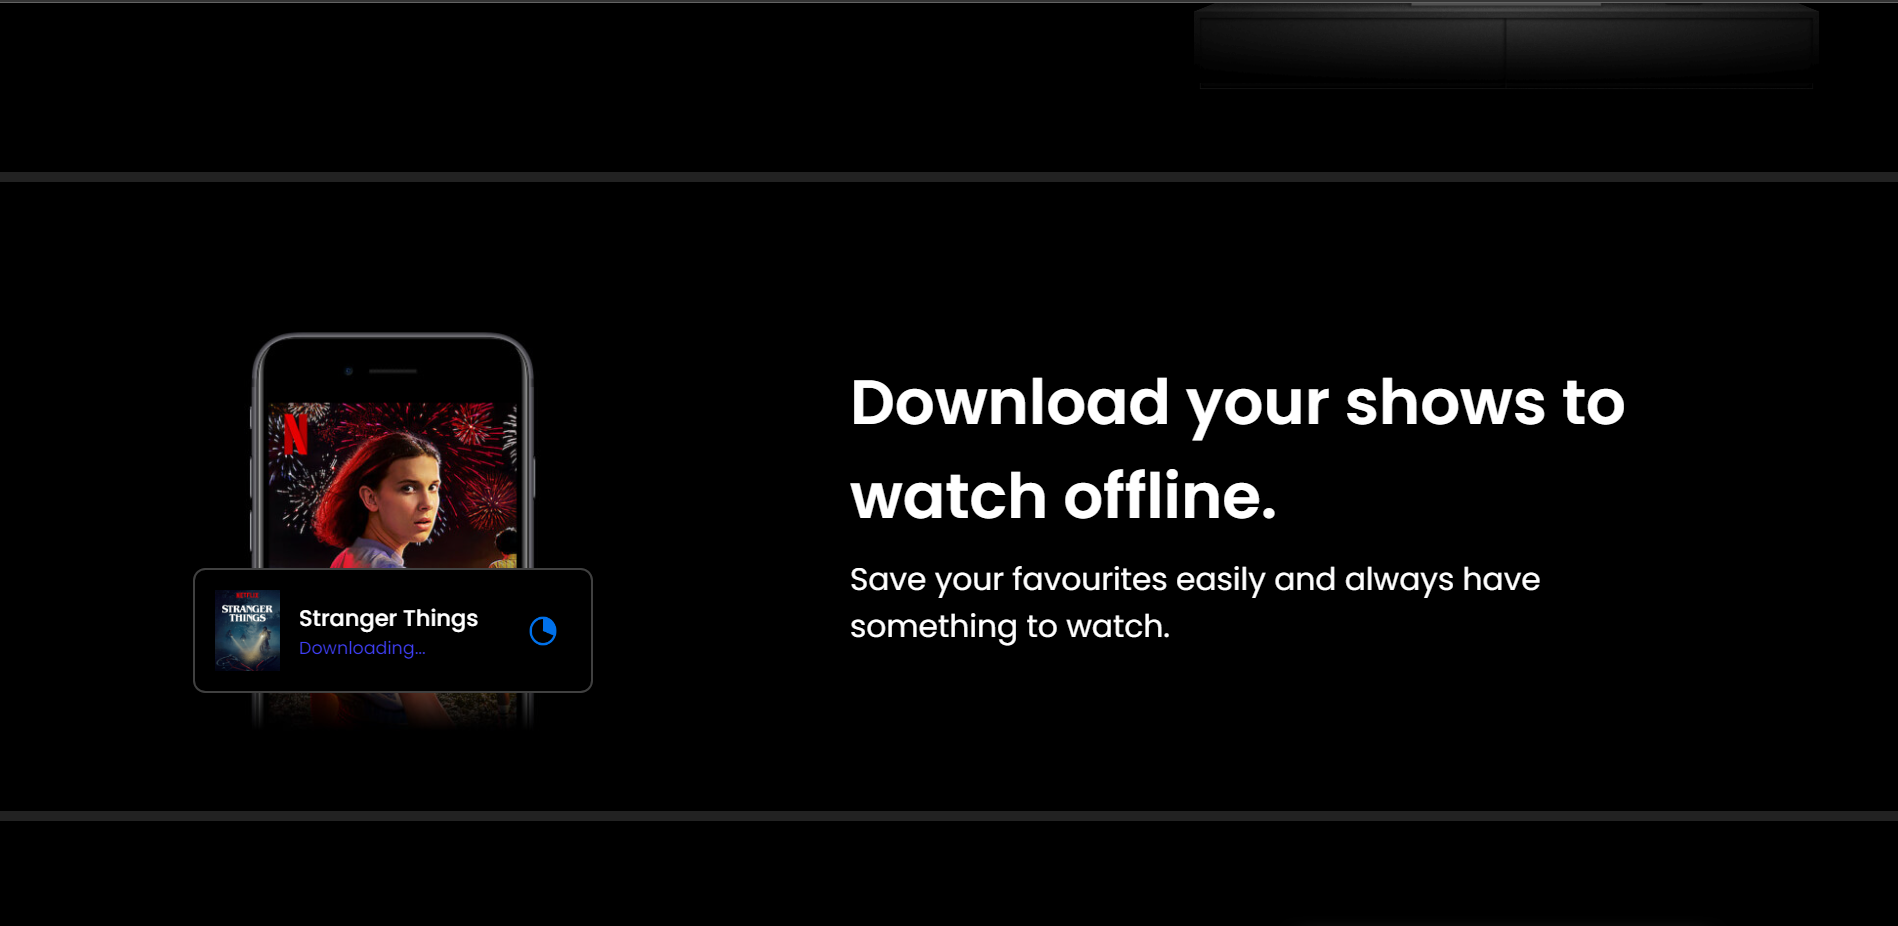 Download your shows to
watch offline.
Save your favourites easily and always have
something to watch.
N
NETFLIX
STRANGER
THINGS
Stranger Things
Downloading...